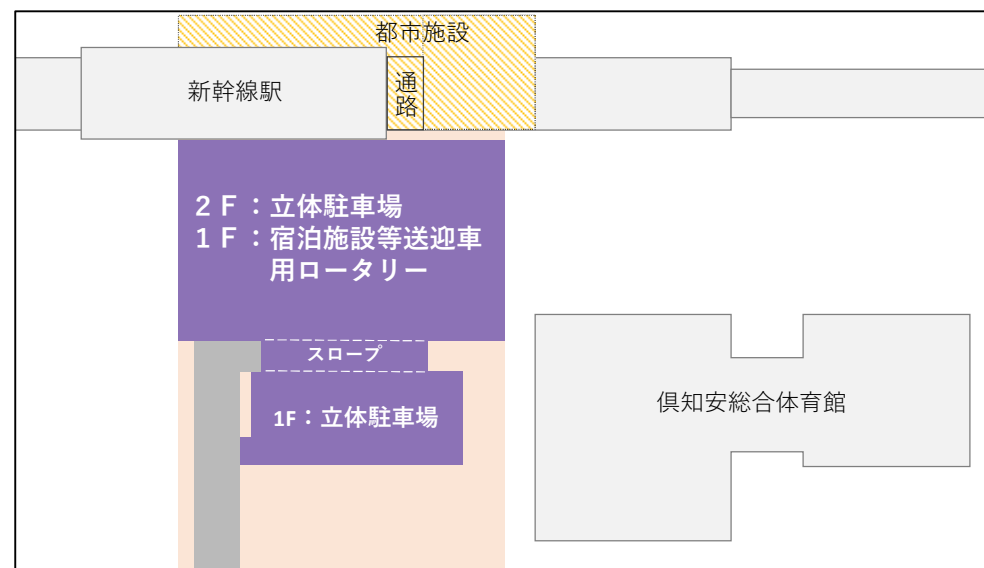 都市施設
新幹線駅
通路
２Ｆ：立体駐車場
１Ｆ：宿泊施設等送迎車
用ロータリー
スロープ
1F：立体駐車場
倶知安総合体育館